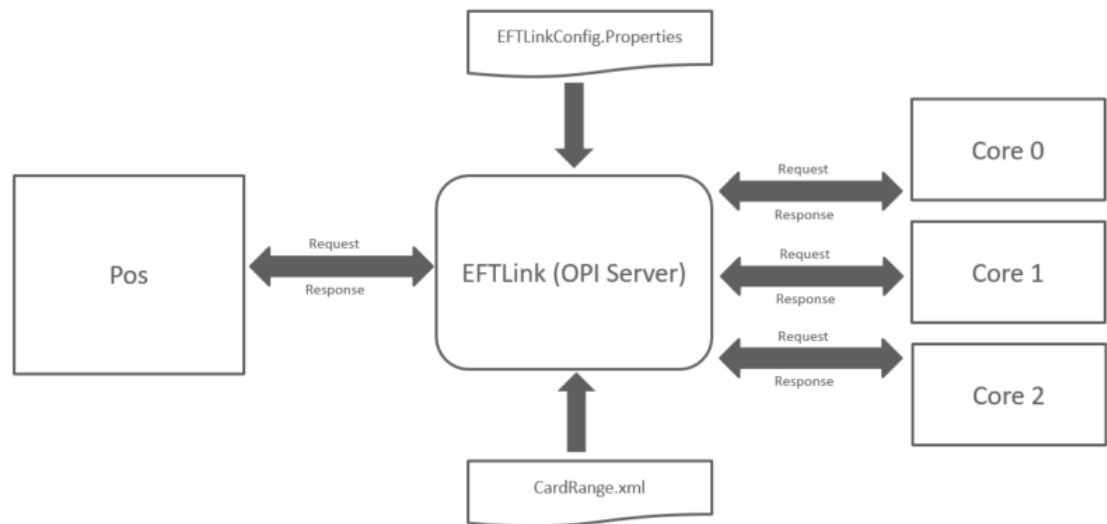 EFTLinkConfig.Properties
Core 0
Request
Response
Pos
Request
Response
EFTLink (OPI Server)
Request
Response
Core 1
Request
Response
Core 2
CardRange.xml